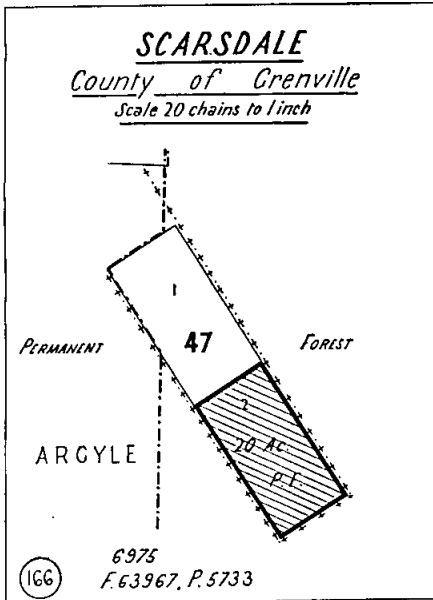 SCARSDALE
County of Grenville
Scale 20 chains to 1 inch
1
47
PERMANENT
FOREST
2
20 Ac.
P.F.
ARGYLE
6975
166
F.63967, P.5733